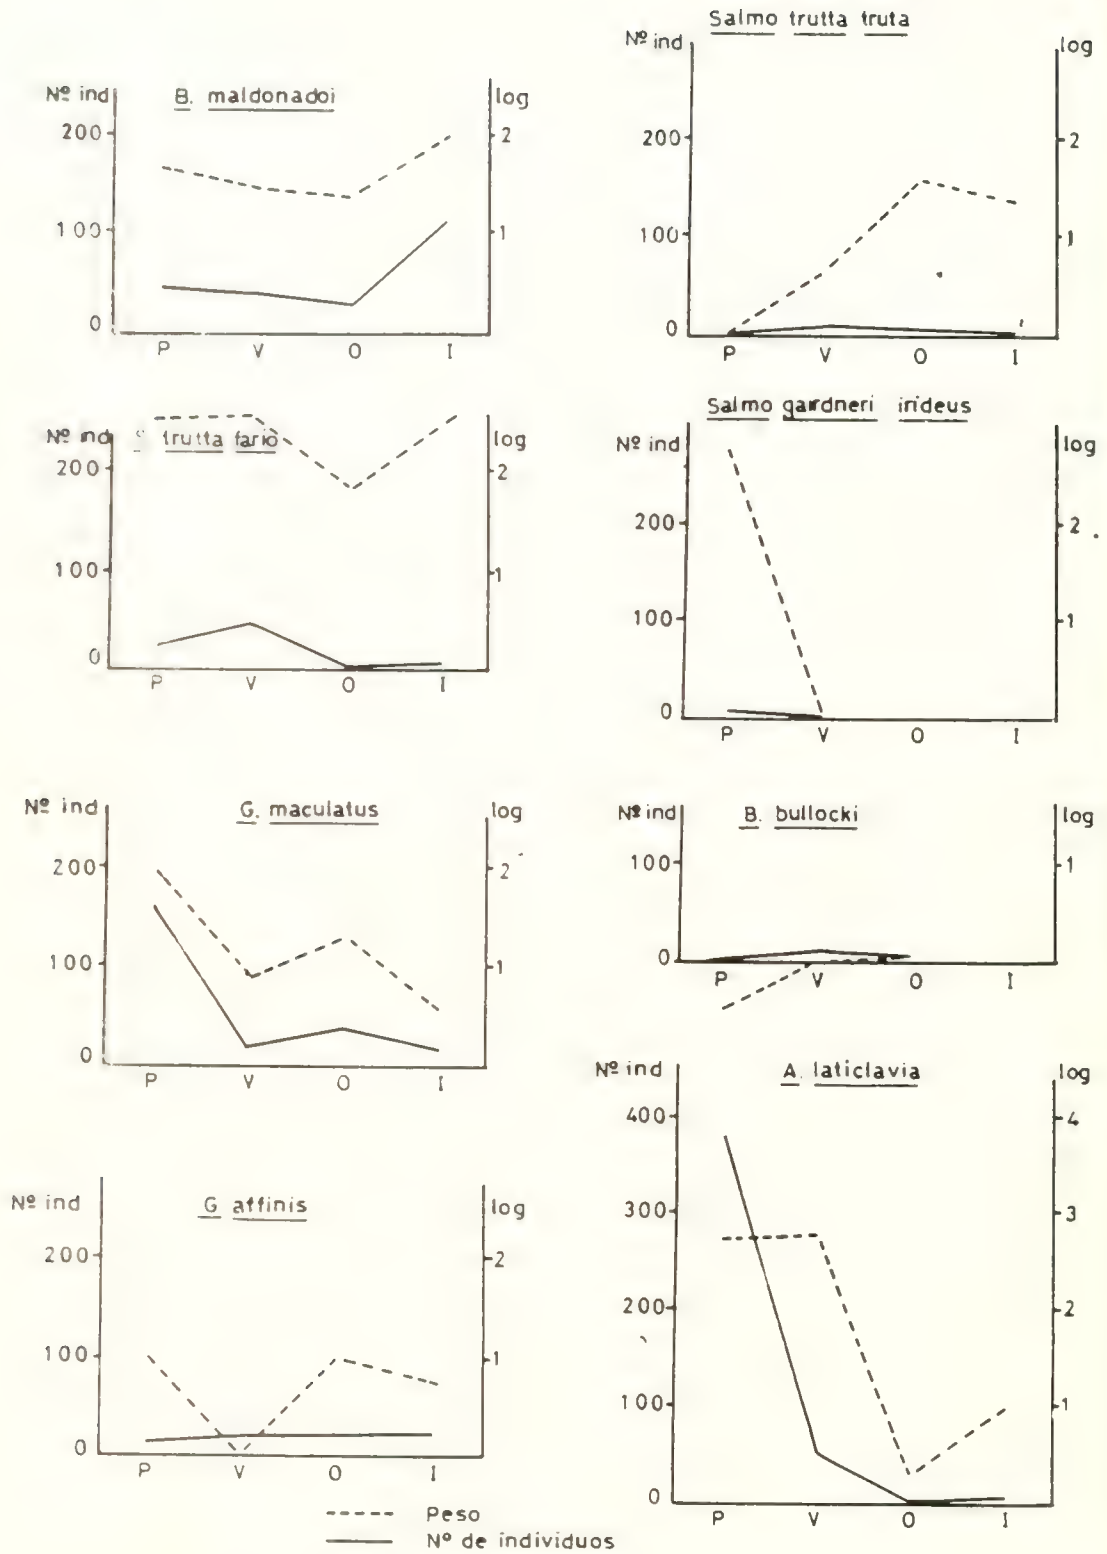 Nº ind B. maldonadoi log
200 2
100 1
0
P V O I
Salmo trutta truta
Nº ind log
200 2
100 1
0
P V O I
Nº ind S. trutta fario log
200 2
100 1
0
P V O I
Salmo gairdneri irideus
Nº ind log
200 2
100 1
0
P V O I
Nº ind G. maculatus log
200 2
100 1
0
P V O I
Nº ind B. bullocki log
100 1
0
P V O I
Nº ind G affinis log
200 2
100 1
0
P V O I
Nº ind A. laticlavia log
400 4
300 3
200 2
100 1
0
P V O I
Peso
Nº de individuos